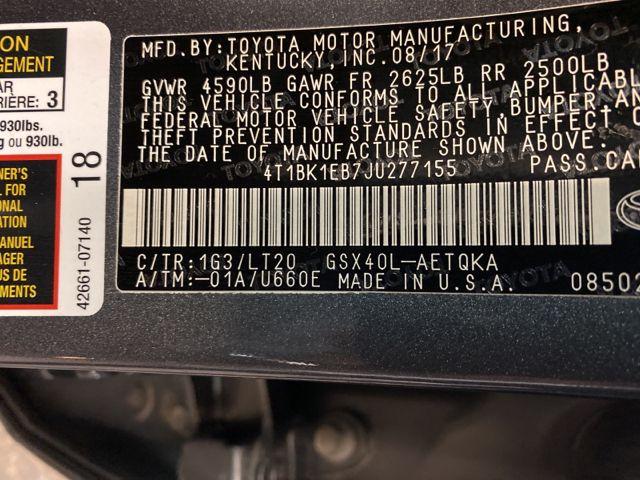 ION
AGEMENT
AR
RIÈRE: 3
930lbs.
g ou 930lb.
NER'S
L FOR
ONAL
ATION
ANUEL
AGER
S DE
MENTS
42661-07140 18
MFD.BY:TOYOTA MOTOR MANUFACTURING,
KENTUCKY,INC.08/17
GVWR 4590LB GAWR FR 2625LB RR 2500LB
THIS VEHICLE CONFORMS TO ALL APPLICABL
FEDERAL MOTOR VEHICLE SAFETY,BUMPER,AN
THEFT PREVENTION STANDARDS IN EFFECT O
THE DATE OF MANUFACTURE SHOWN ABOVE.
4T1BK1EB7JU277155 PASS.CA
C/TR:1G3/LT20 GSX40L-AETQKA
A/TM:-01A/U660E MADE IN U.S.A. 0850